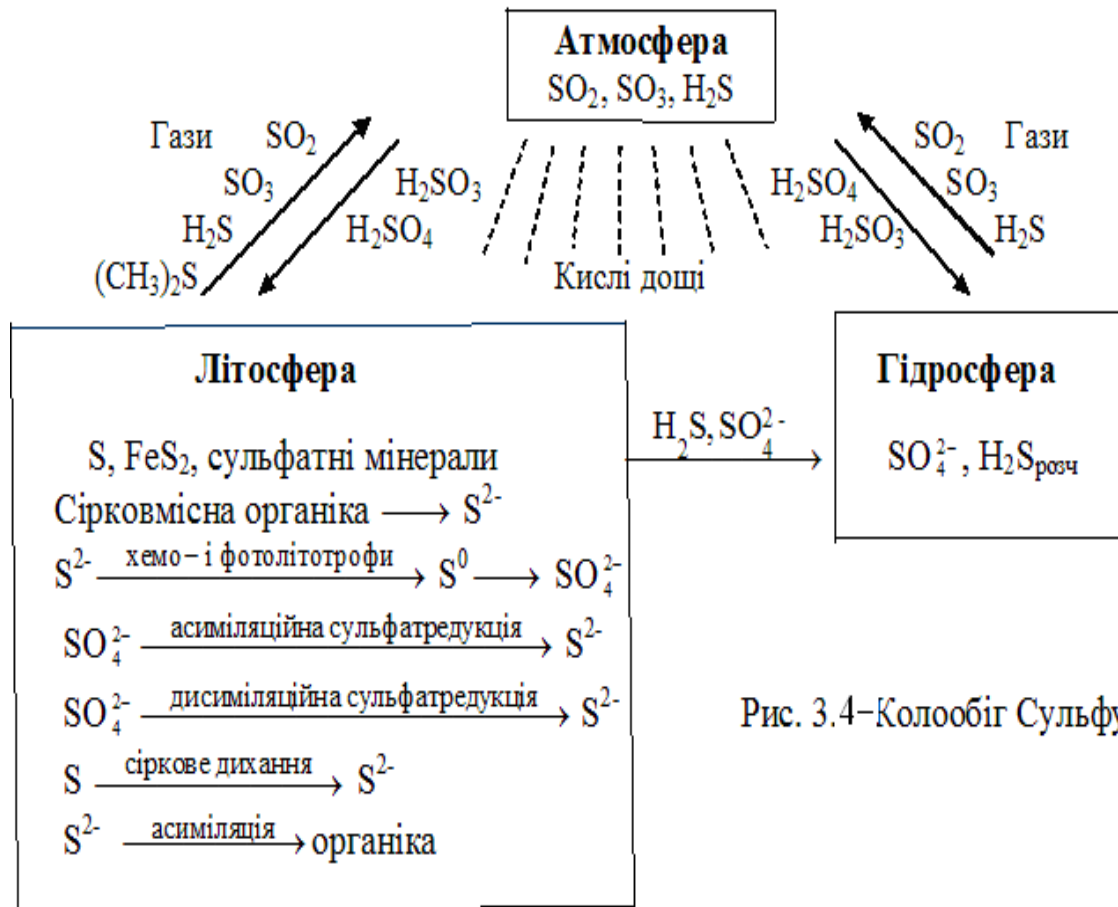 Атмосфера
SO₂, SO₃, H₂S
Гази SO₂
SO₃
H₂S
(CH₃)₂S
H₂SO₃
H₂SO₄
Кислі дощі
H₂SO₄
H₂SO₃
SO₂ Гази
SO₃
H₂S
Літосфера
S, FeS₂, сульфатні мінерали
Сірковмісна органіка ⟶ S²⁻
S²⁻ хемо – і фотолітотрофи ⟶ S⁰ ⟶ SO₄²⁻
SO₄²⁻ асиміляційна сульфатредукція ⟶ S²⁻
SO₄²⁻ дисиміляційна сульфатредукція ⟶ S²⁻
S сіркове дихання ⟶ S²⁻
S²⁻ асиміляція ⟶ органіка
H₂S, SO₄²⁻
Гідросфера
SO₄²⁻, H₂Sрозч
Рис. 3.4–Колообіг Сульфу